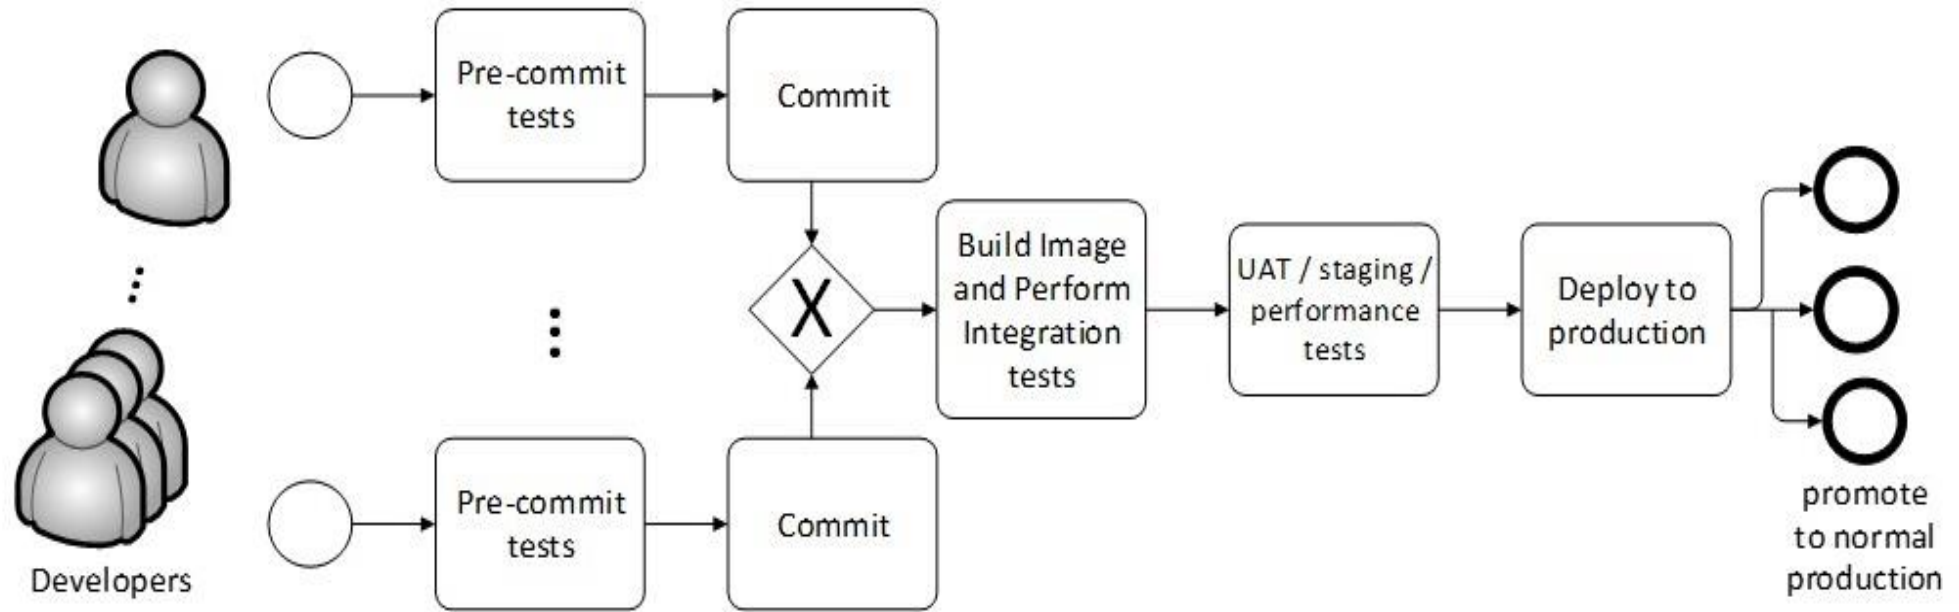 Pre-commit
tests
Commit
X
Build Image
and Perform
Integration
tests
UAT / staging /
performance
tests
Deploy to
production
Pre-commit
tests
Commit
Developers
promote
to normal
production